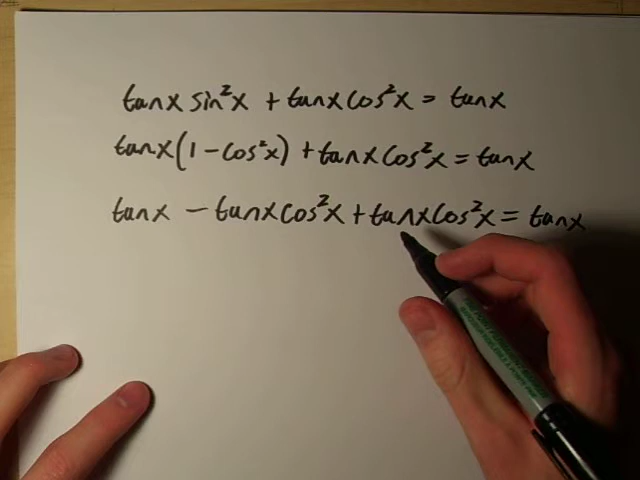 tanx sin²x + tanx cos²x = tanx
tanx(1 - cos²x) + tanx cos²x = tanx
tanx - tanx cos²x + tanx cos²x = tanx